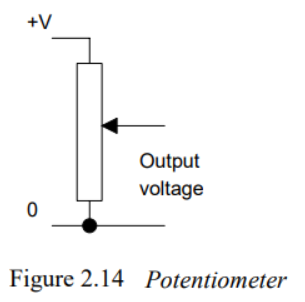 +V
Output
voltage
0
Figure 2.14 Potentiometer